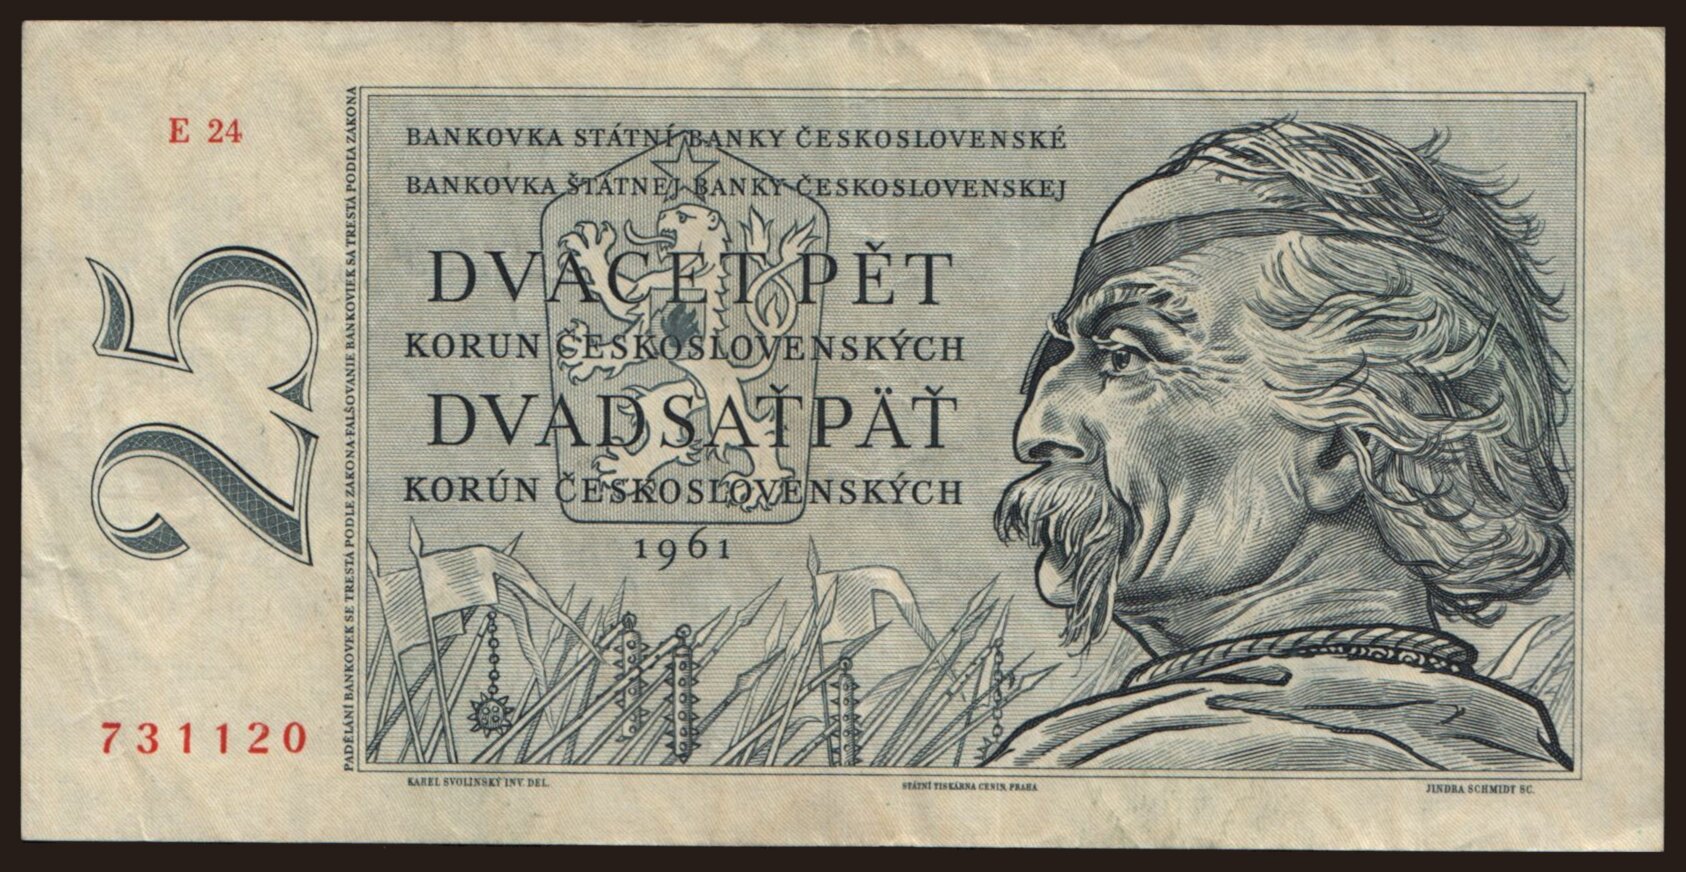 E 24
BANKOVKA STÁTNÍ BANKY ČESKOSLOVENSKÉ
BANKOVKA ŠTÁTNEJ BANKY ČESKOSLOVENSKEJ
DVACET PĚT
KORUN ČESKOSLOVENSKÝCH
DVADSAŤPÄŤ
KORÚN ČESKOSLOVENSKÝCH
1961
25
PADĚLÁNÍ BANKOVEK SE TRESTÁ PODLE ZÁKONA-FALŠOVANIE BANKOVIEK SA TRESTÁ PODĽA ZÁKONA
731120
KAREL SVOLINSKÝ INV. DEL.
STÁTNÍ TISKÁRNA CENIN, PRAHA
JINDRA SCHMIDT SC.